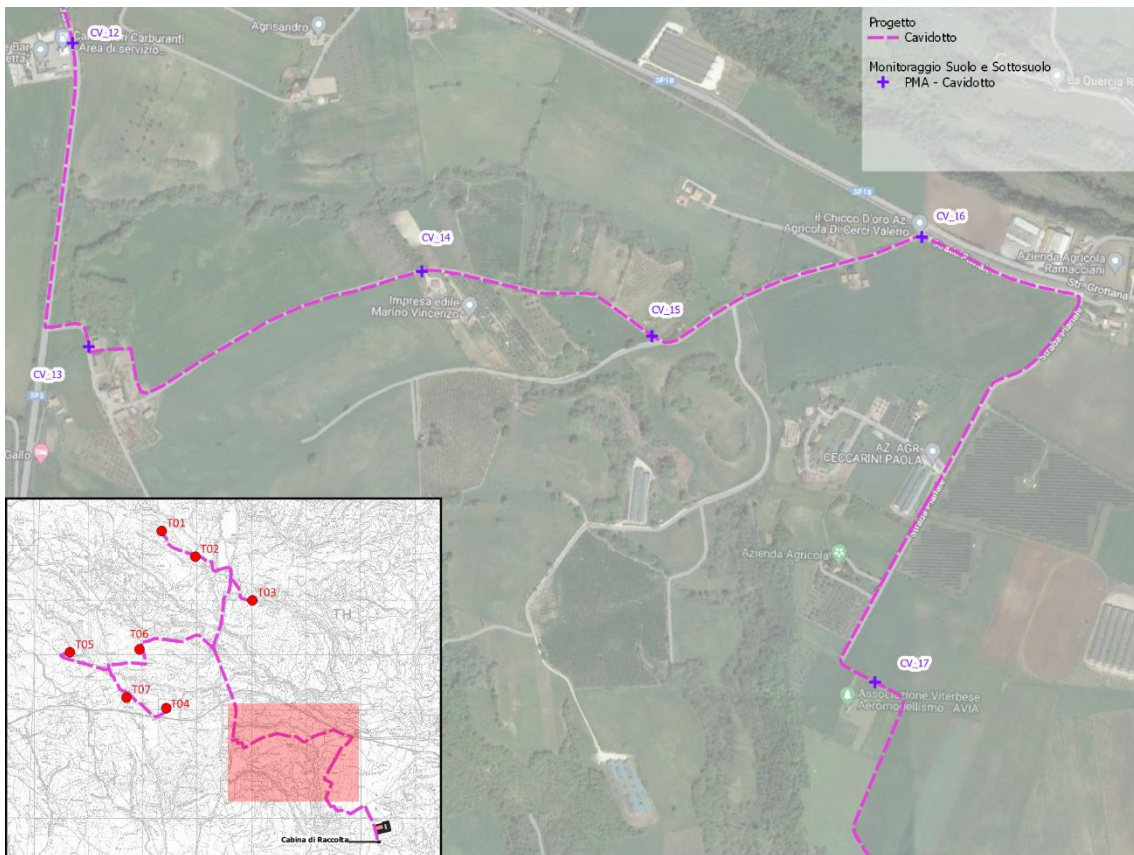 CV_12
Agrisandro
Area di servizio
Progetto
Cavidotto
Monitoraggio Suolo e Sottosuolo
PMA - Cavidotto
La Quercia R
SP18
SP18
CV_16
il Chicco D'oro Az.
Agricola Di Cerci Valerio
Azienda Agricola
Ramacciani
Str. Grottana
CV_14
Impresa edile
Marino Vincenzo
CV_15
CV_13
Gallo
Strada Pianale
AZ. AGR.
CECCARINI PAOLA
Azienda Agricola
CV_17
Associazione Viterbese
Aeromodellismo - AVIA
T01
T02
T03
TH
T05
T06
T07
T04
Cabina di Raccolta